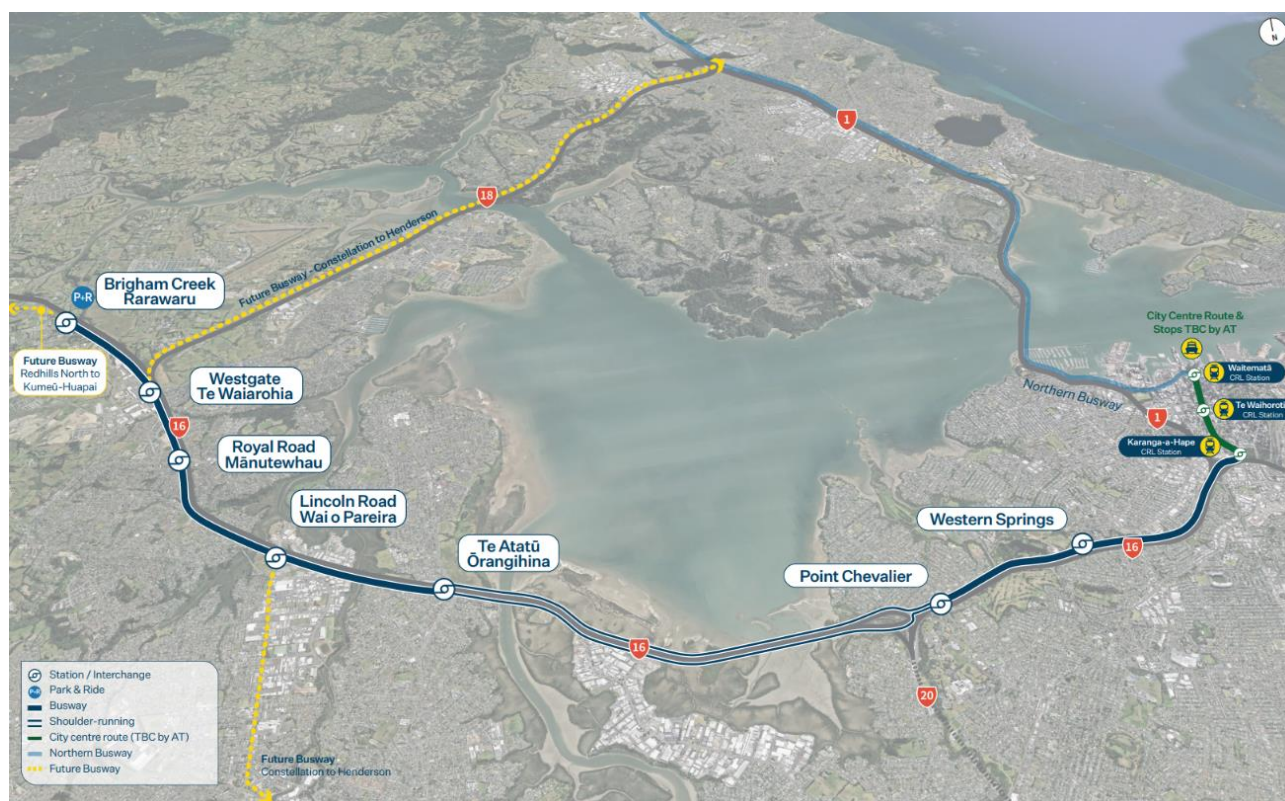 N
1
18
Future Busway - Constellation to Henderson
P+R
Brigham Creek
Rarawaru
Future Busway
Redhills North to
Kumeū-Huapai
Westgate
Te Waiarohia
16
Royal Road
Mānutewhau
Lincoln Road
Wai o Pareira
Te Atatū
Ōrangihina
16
Point Chevalier
Western Springs
16
20
City Centre Route &
Stops TBC by AT
Waitematā
CRL Station
Te Waihoroti
CRL Station
Karanga-a-Hape
CRL Station
Northern Busway
1
Station / Interchange
P+R
Park & Ride
Busway
Shoulder-running
City centre route (TBC by AT)
Northern Busway
Future Busway
Future Busway
Constellation to Henderson